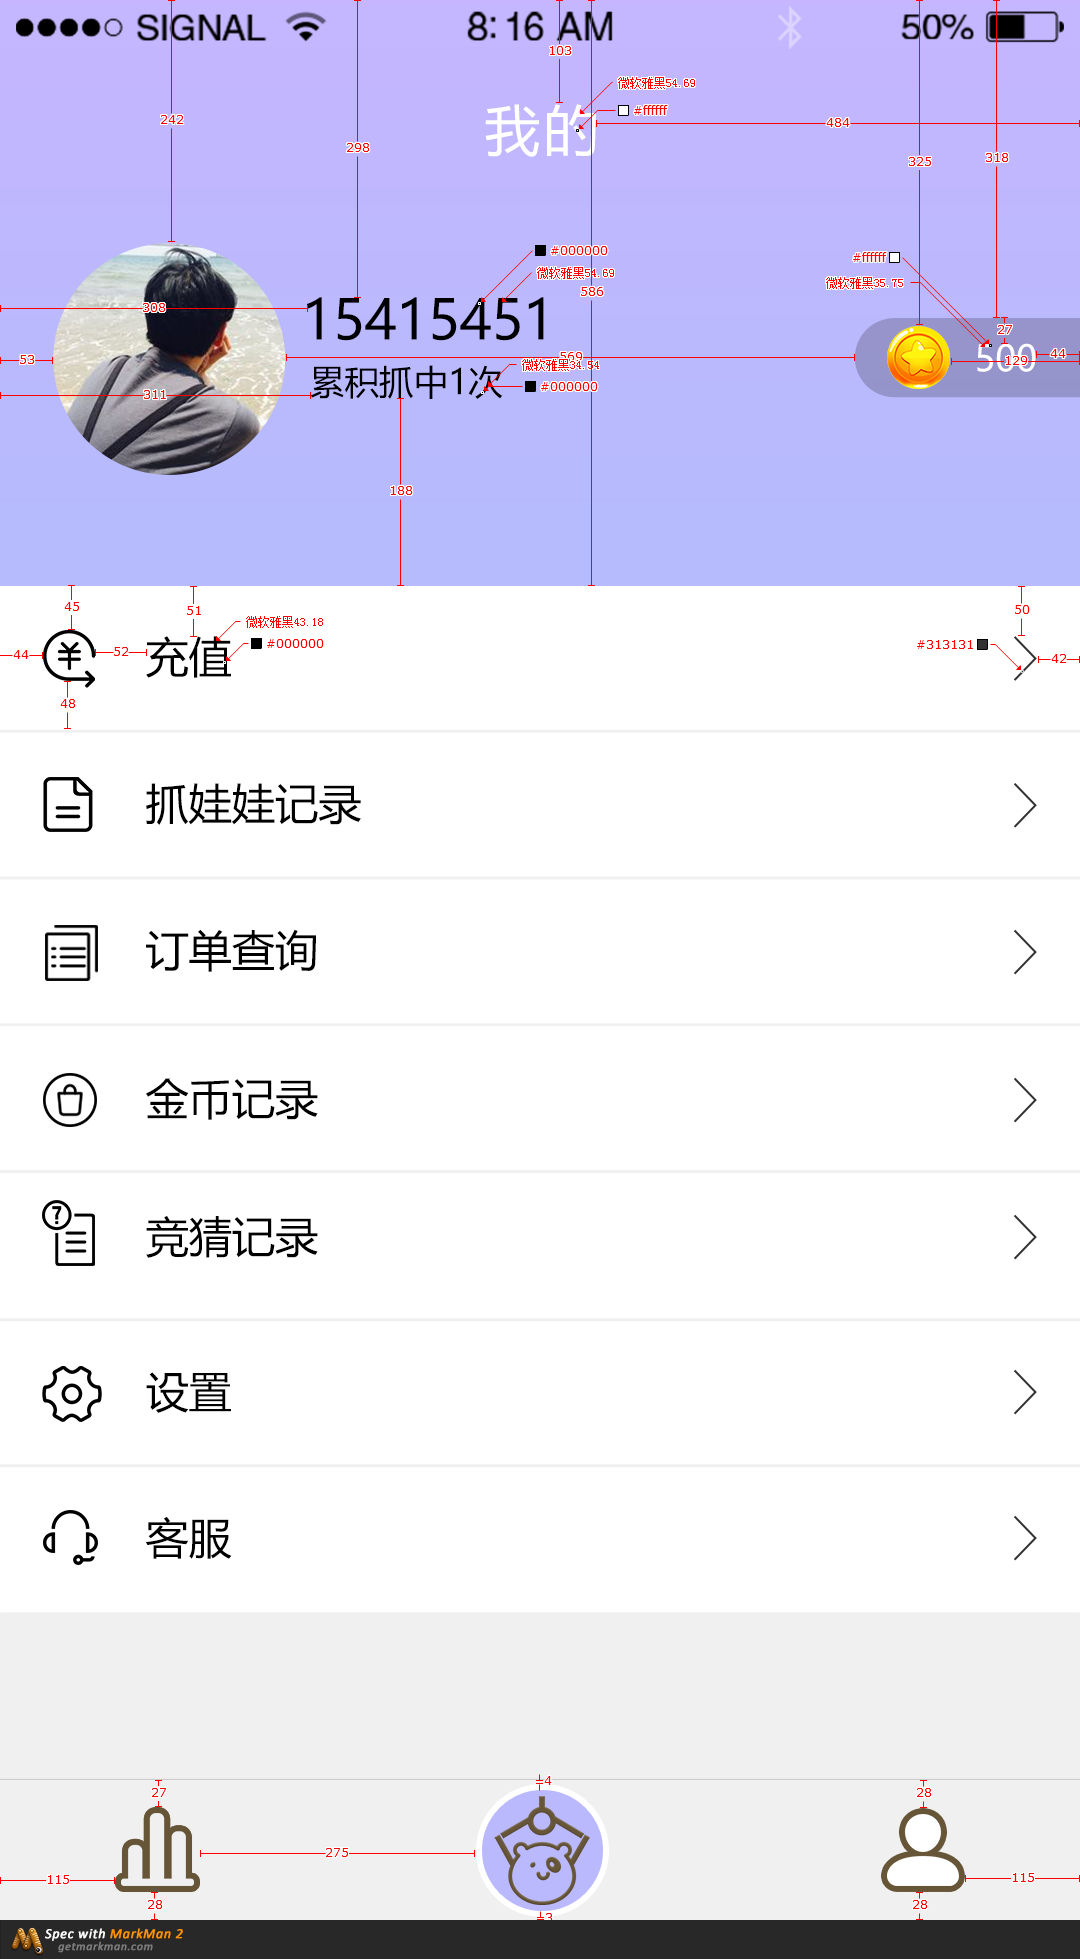 SIGNAL 8:16 AM 50%
103
微软雅黑54.69
#ffffff
我的
242
298
484
325
318
#000000
微软雅黑54.69
586
#ffffff
微软雅黑35.75
308
15415451
27
53
569
500
129
44
微软雅黑34.54
累积抓中1次
#000000
311
188
45
51
50
微软雅黑43.18
#000000
44
52
充值
#313131
42
48
抓娃娃记录
订单查询
金币记录
?
竞猜记录
设置
客服
4
27
28
275
115
115
28
3
28
Spec with MarkMan 2
getmarkman.com